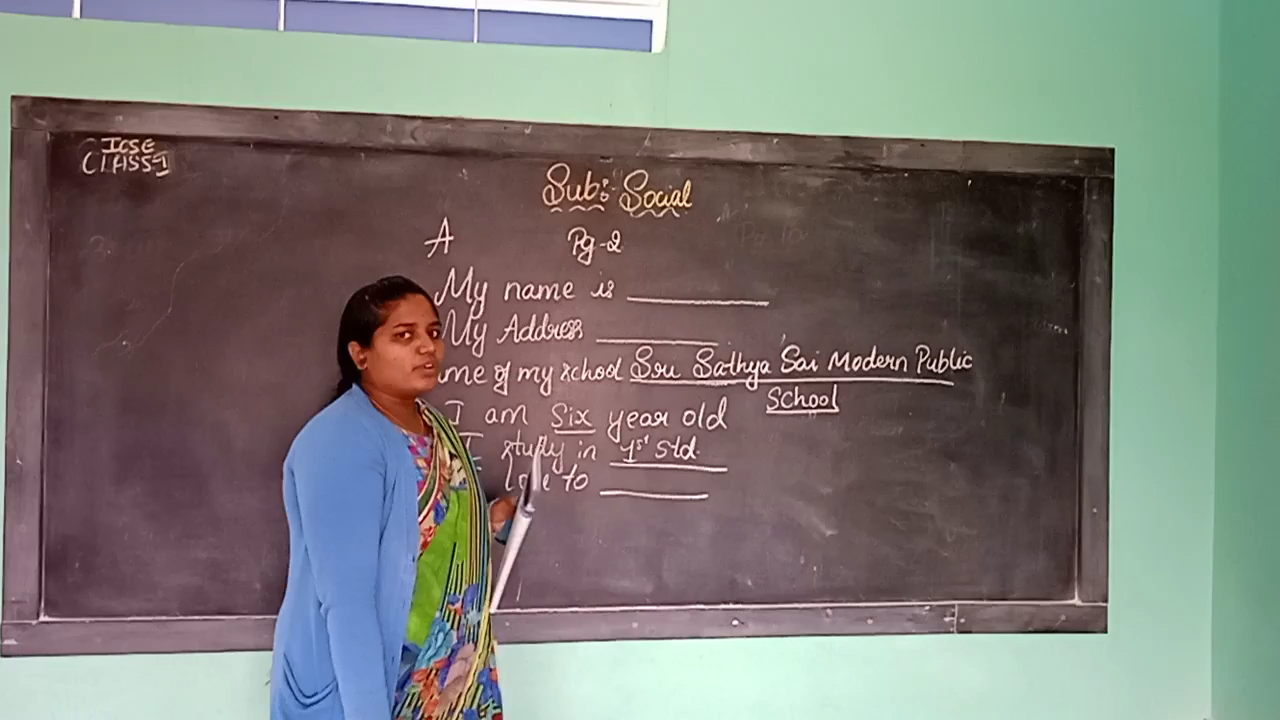 ICSE
CLASS-I
Sub: Social
A
Pg-2
My name is
My Address
me of my school Sri Sathya Sai Modern Public
School
I am Six year old
I study in 1st std.
to